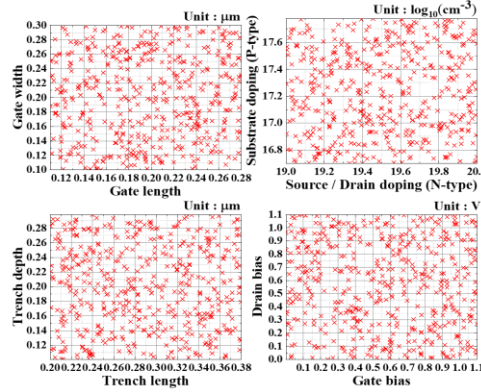 Unit : μm
Gate width
0.30
0.28
0.26
0.24
0.22
0.20
0.18
0.16
0.14
0.12
0.10
0.12 0.14 0.16 0.18 0.20 0.22 0.24 0.26 0.28
Gate length
Unit : log10(cm-3)
Substrate doping (P-type)
17.6
17.4
17.2
17.0
16.8
19.0 19.2 19.4 19.6 19.8 20.
Source / Drain doping (N-type)
Unit : μm
Trench depth
0.28
0.26
0.24
0.22
0.20
0.18
0.16
0.14
0.12
0.20 0.22 0.24 0.26 0.28 0.30 0.32 0.34 0.36 0.38
Trench length
Unit : V
Drain bias
1.1
1.0
0.9
0.8
0.7
0.6
0.5
0.4
0.3
0.2
0.1
0.0
0.1 0.2 0.3 0.4 0.5 0.6 0.7 0.8 0.9 1.0 1.1
Gate bias